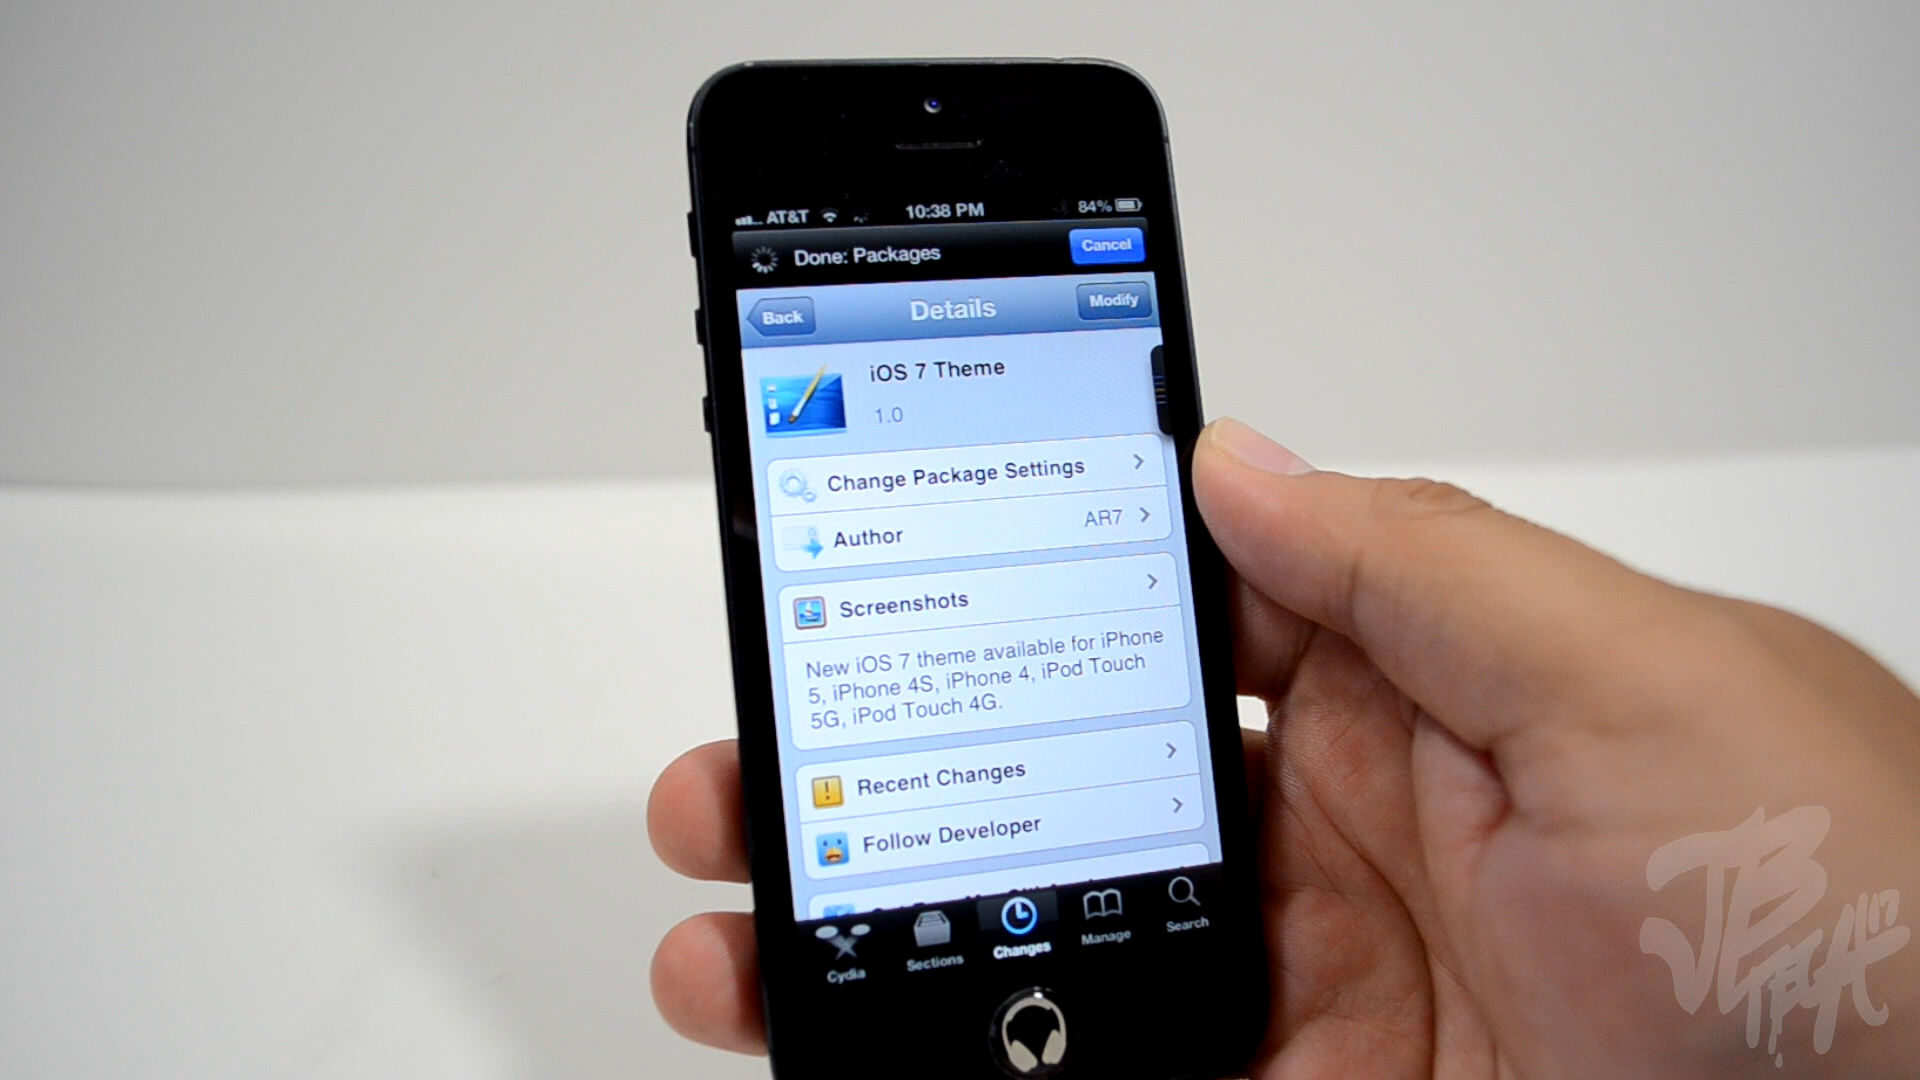 AT&T 10:38 PM 84%
Done: Packages Cancel
Back Details Modify
iOS 7 Theme
1.0
Change Package Settings
Author AR7
Screenshots
New iOS 7 theme available for iPhone
5, iPhone 4S, iPhone 4, iPod Touch
5G, iPod Touch 4G.
Recent Changes
Follow Developer
Cydia Sections Changes Manage Search
JB